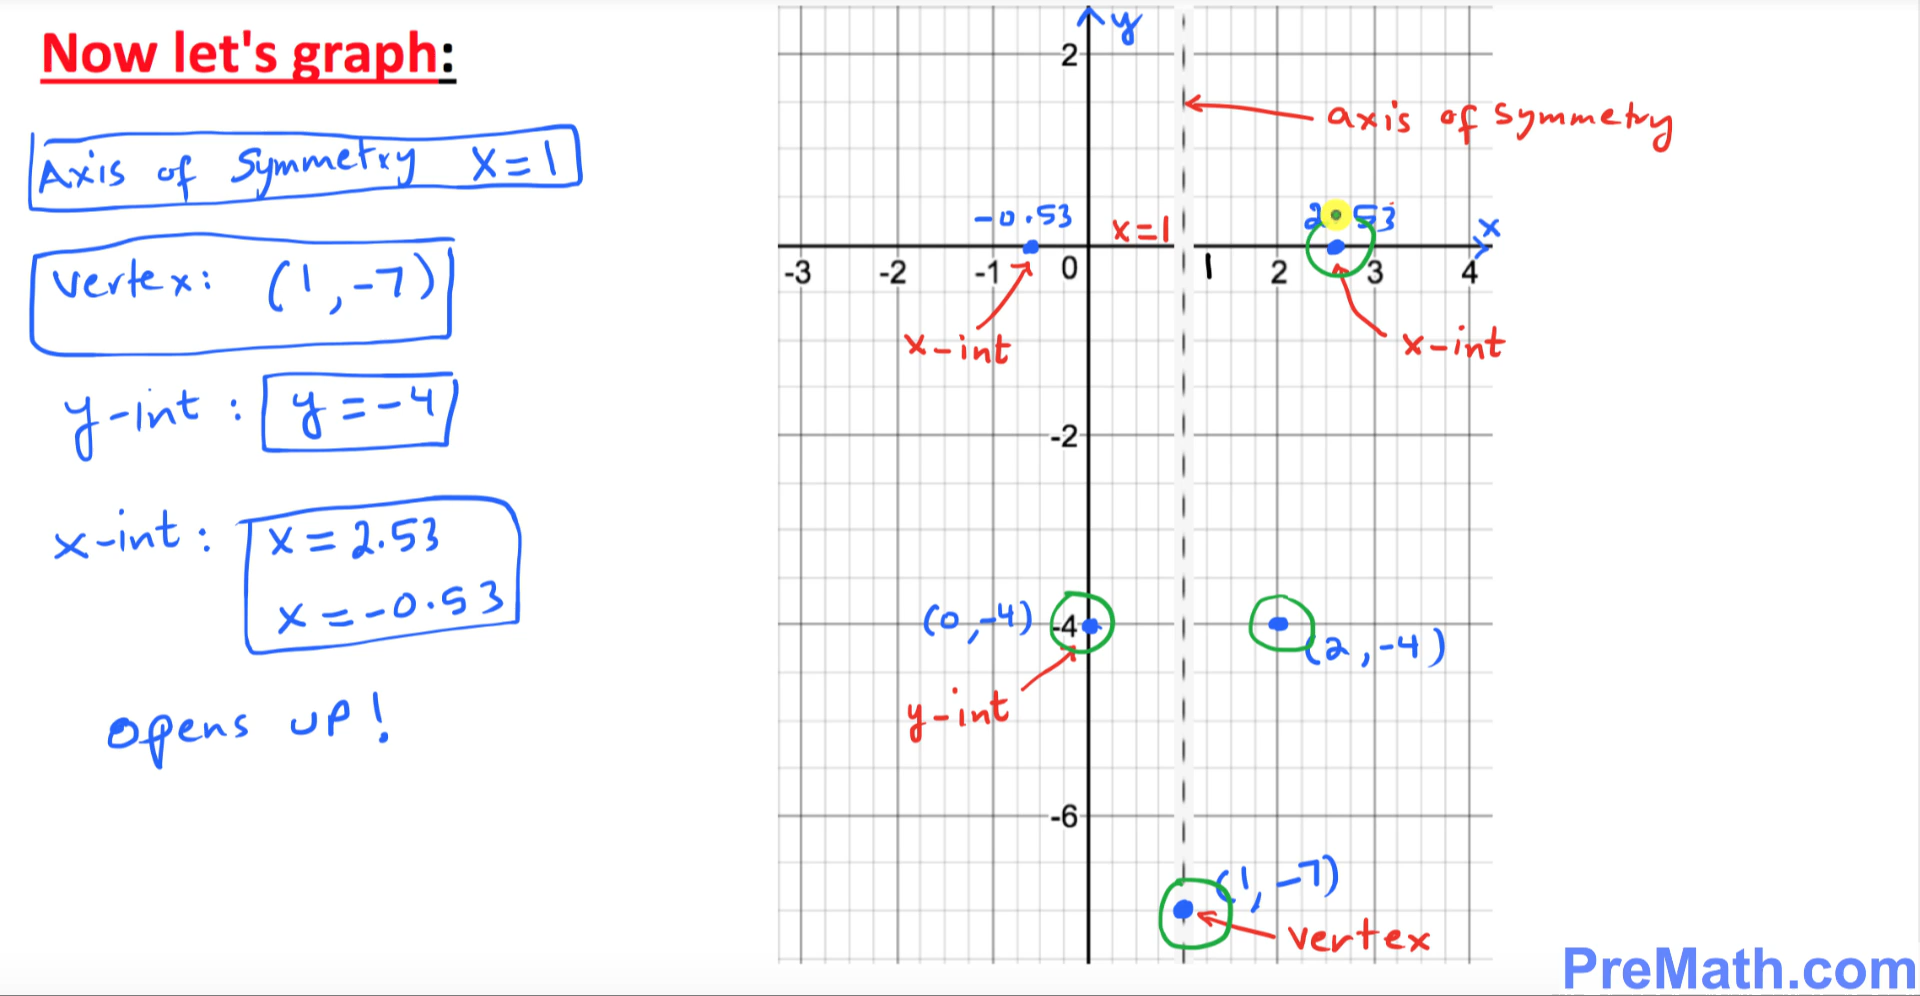 Now let's graph:
Axis of Symmetry x=1
vertex: (1,-7)
y-int : y=-4
x-int : x=2.53
x=-0.53
opens up!
y
2
axis of symmetry
-0.53
x=1
2.53
x
-3 -2 -1 0 1 2 3 4
x-int
x-int
-2
(0,-4)
-4
(2,-4)
y-int
-6
(1,-7)
vertex
PreMath.com